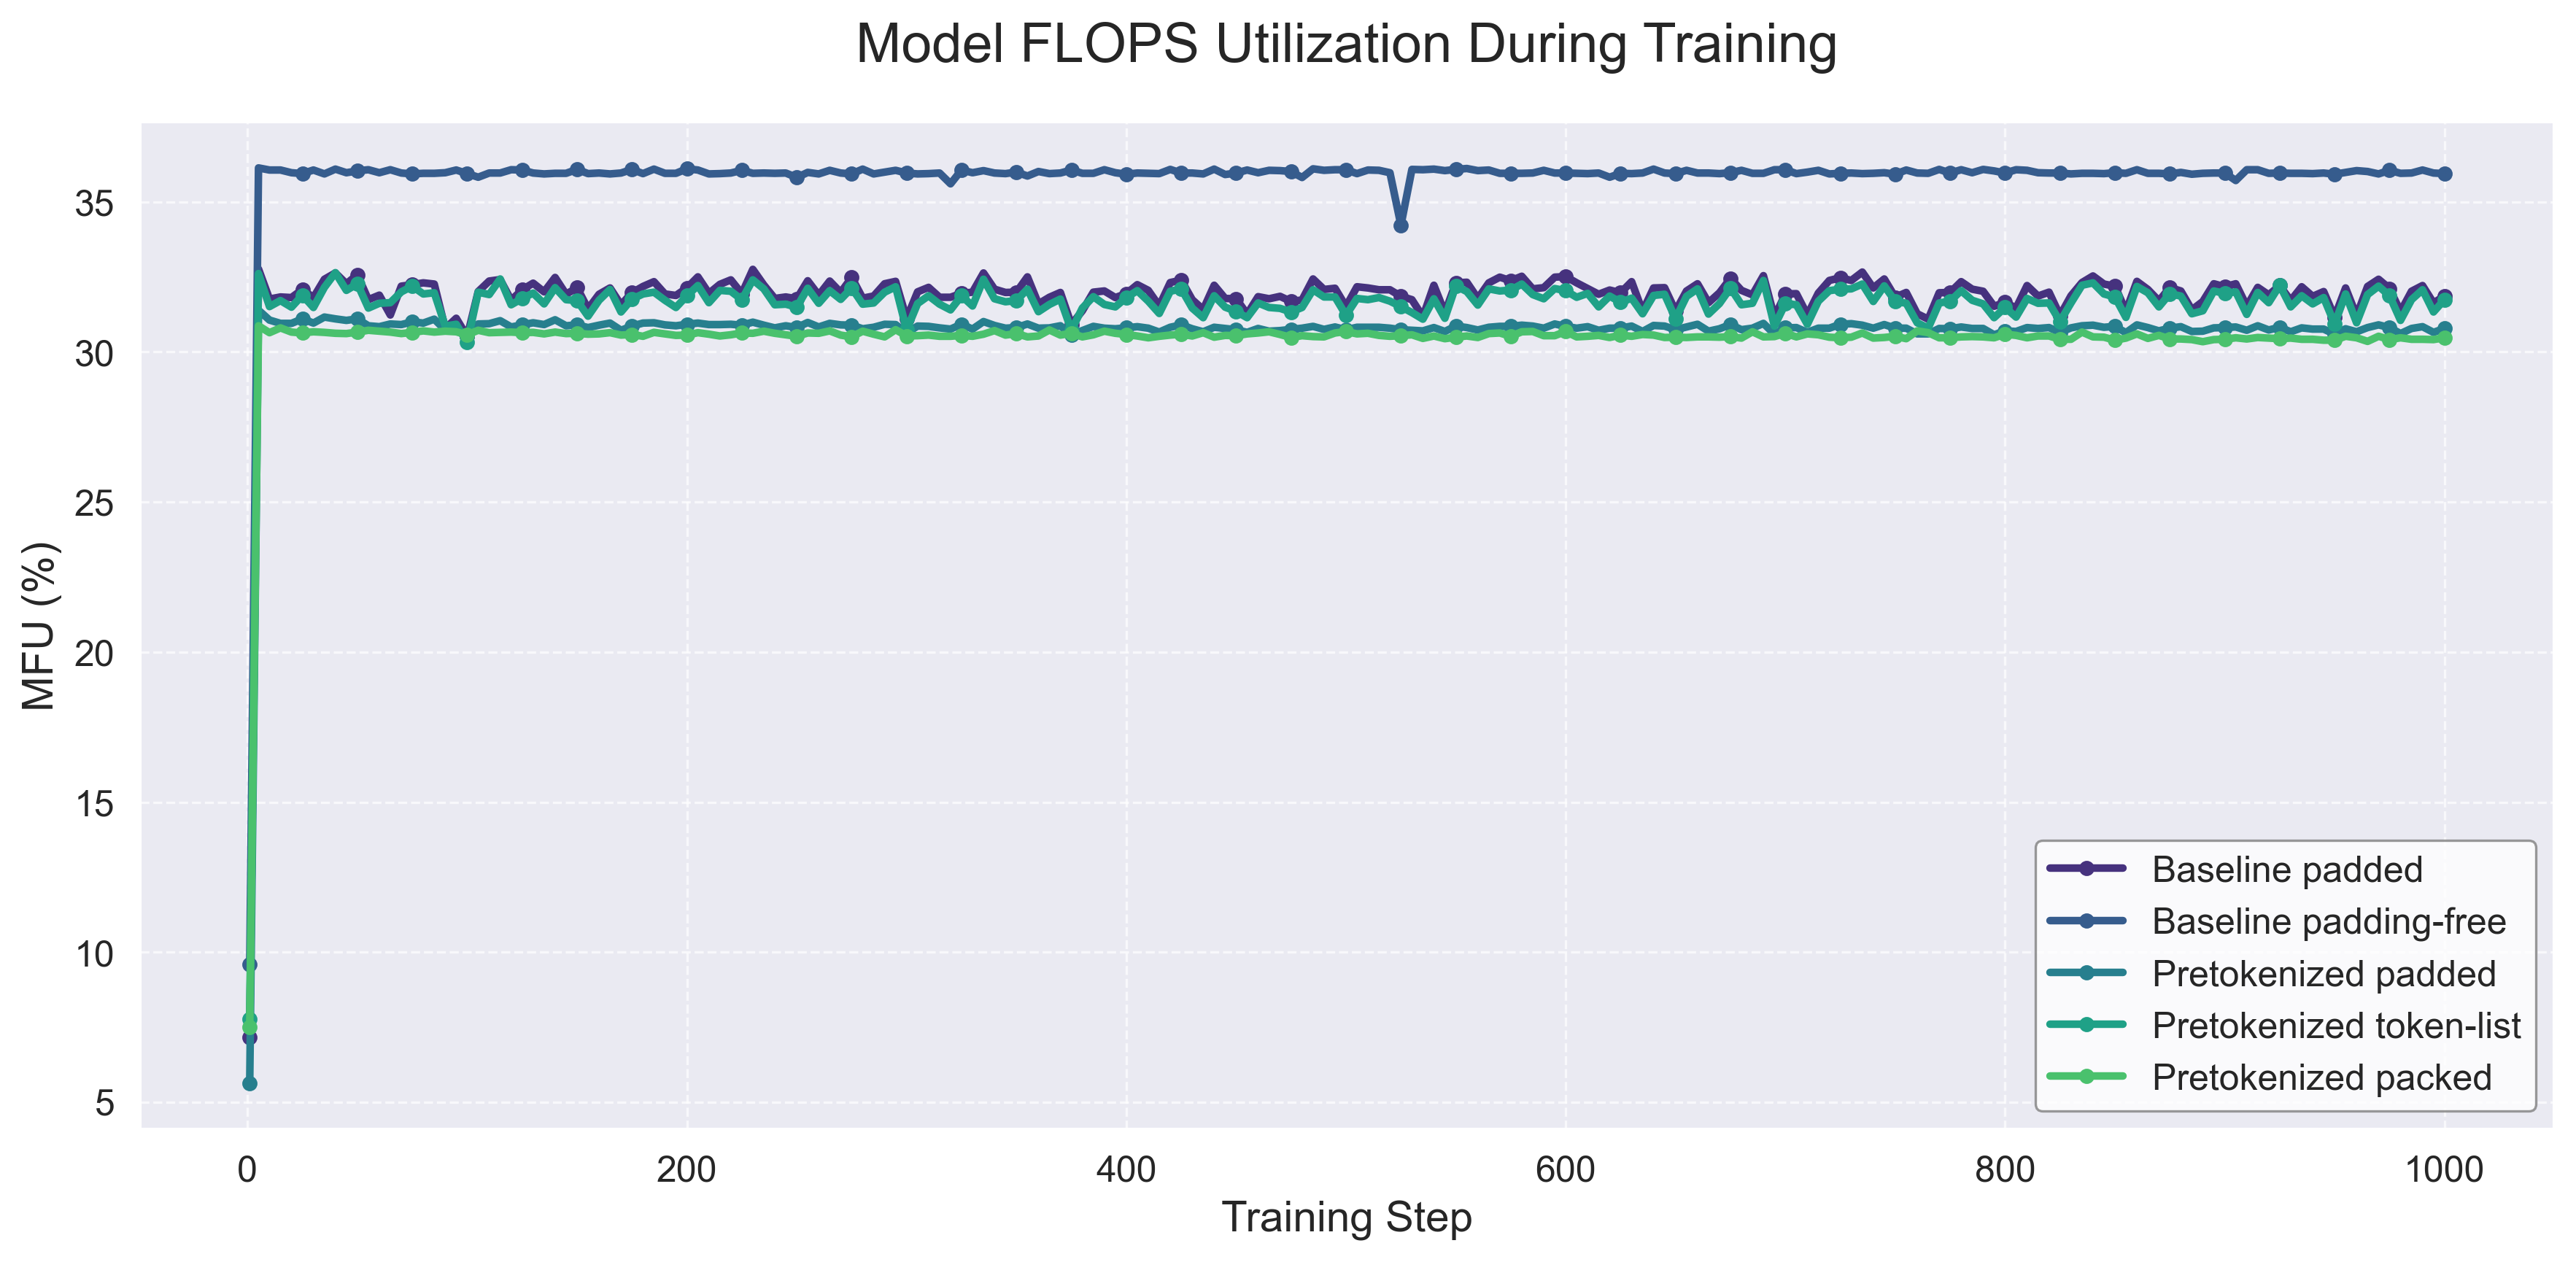 Model FLOPS Utilization During Training
MFU (%)
35
30
25
20
15
10
5
0
200
400
600
800
1000
Training Step
Baseline padded
Baseline padding-free
Pretokenized padded
Pretokenized token-list
Pretokenized packed